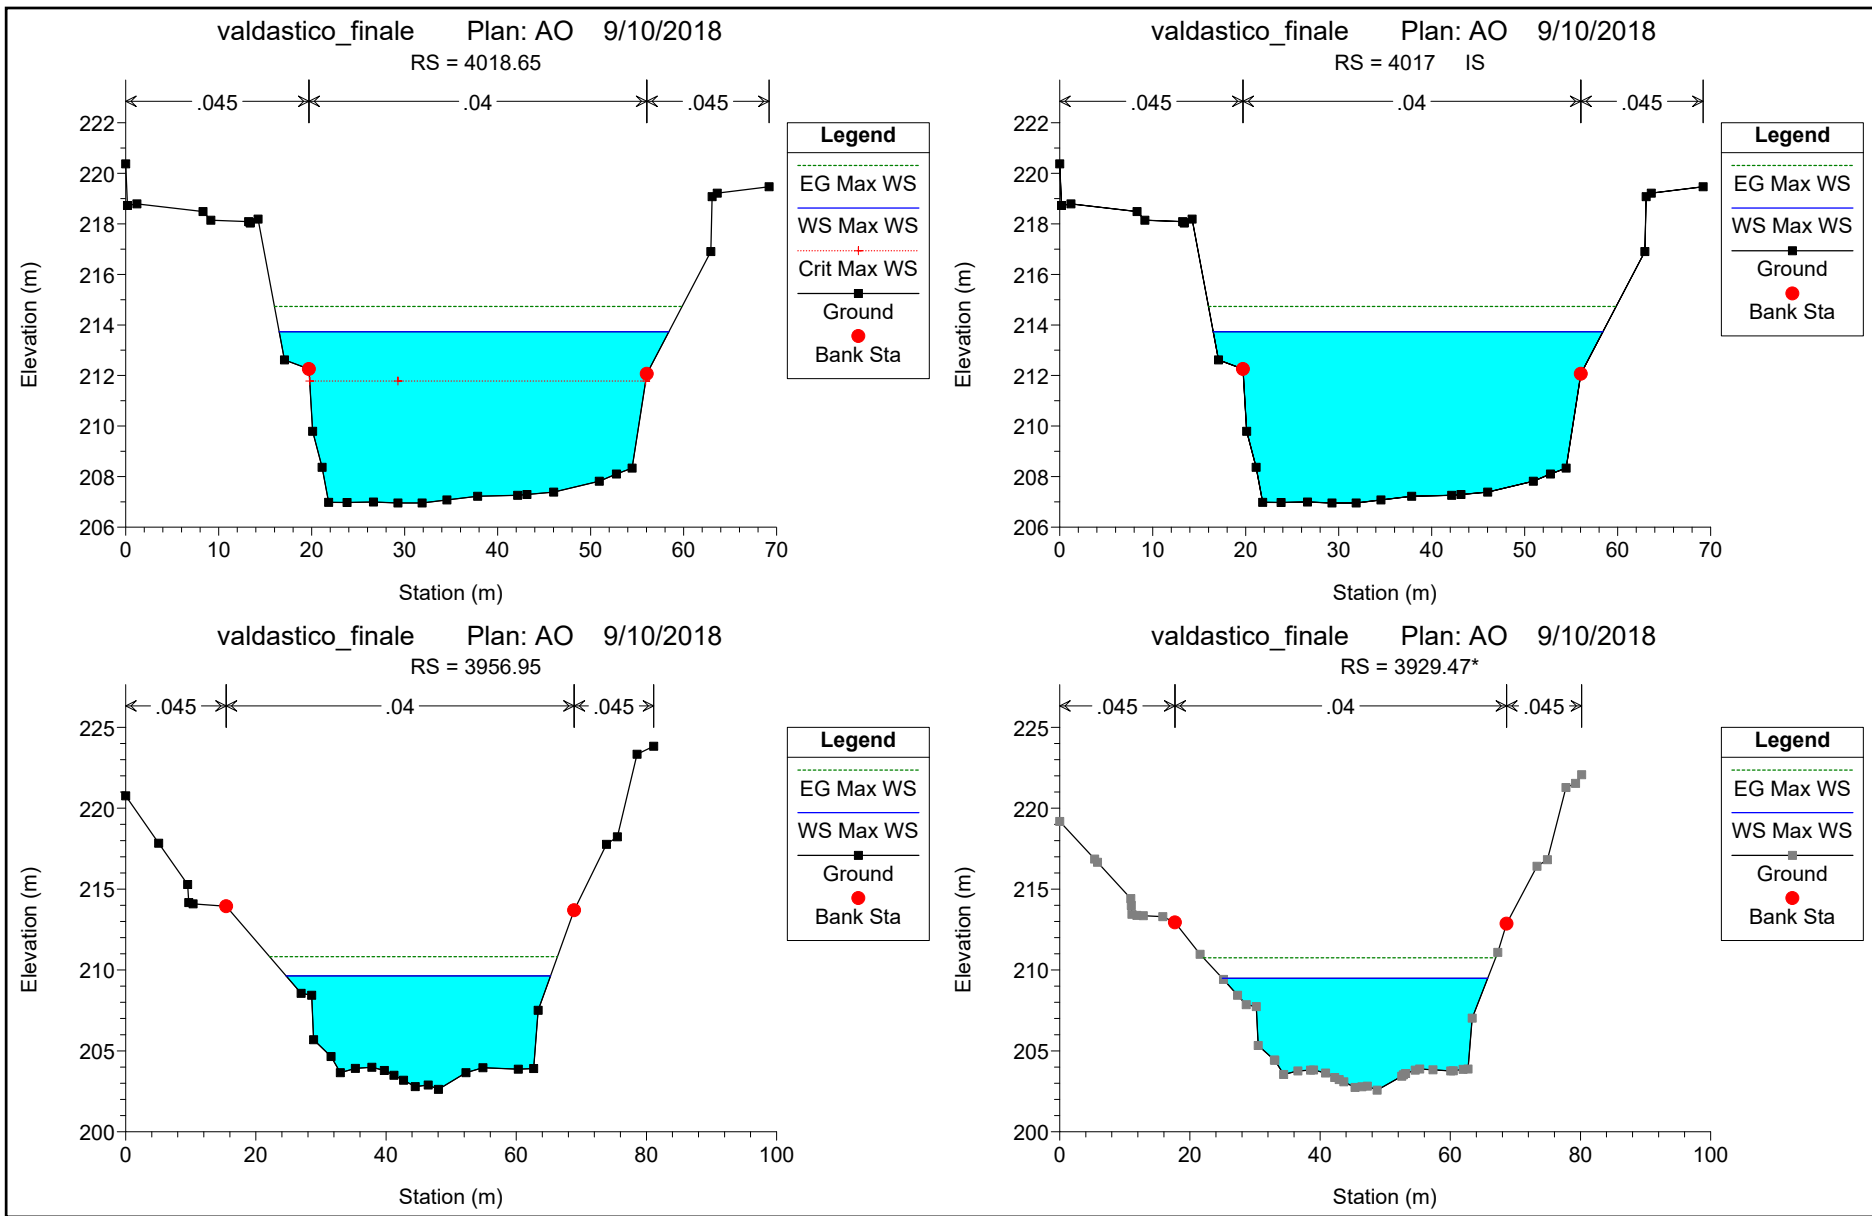 valdastico_finale Plan: AO 9/10/2018
RS = 4018.65
.045 .04 .045
222
220
218
216
214
212
210
208
206
Elevation (m)
0 10 20 30 40 50 60 70
Station (m)
Legend
EG Max WS
WS Max WS
Crit Max WS
Ground
Bank Sta
valdastico_finale Plan: AO 9/10/2018
RS = 4017 IS
.045 .04 .045
222
220
218
216
214
212
210
208
206
Elevation (m)
0 10 20 30 40 50 60 70
Station (m)
Legend
EG Max WS
WS Max WS
Ground
Bank Sta
valdastico_finale Plan: AO 9/10/2018
RS = 3956.95
.045 .04 .045
225
220
215
210
205
200
Elevation (m)
0 20 40 60 80 100
Station (m)
Legend
EG Max WS
WS Max WS
Ground
Bank Sta
valdastico_finale Plan: AO 9/10/2018
RS = 3929.47*
.045 .04 .045
225
220
215
210
205
200
Elevation (m)
0 20 40 60 80 100
Station (m)
Legend
EG Max WS
WS Max WS
Ground
Bank Sta